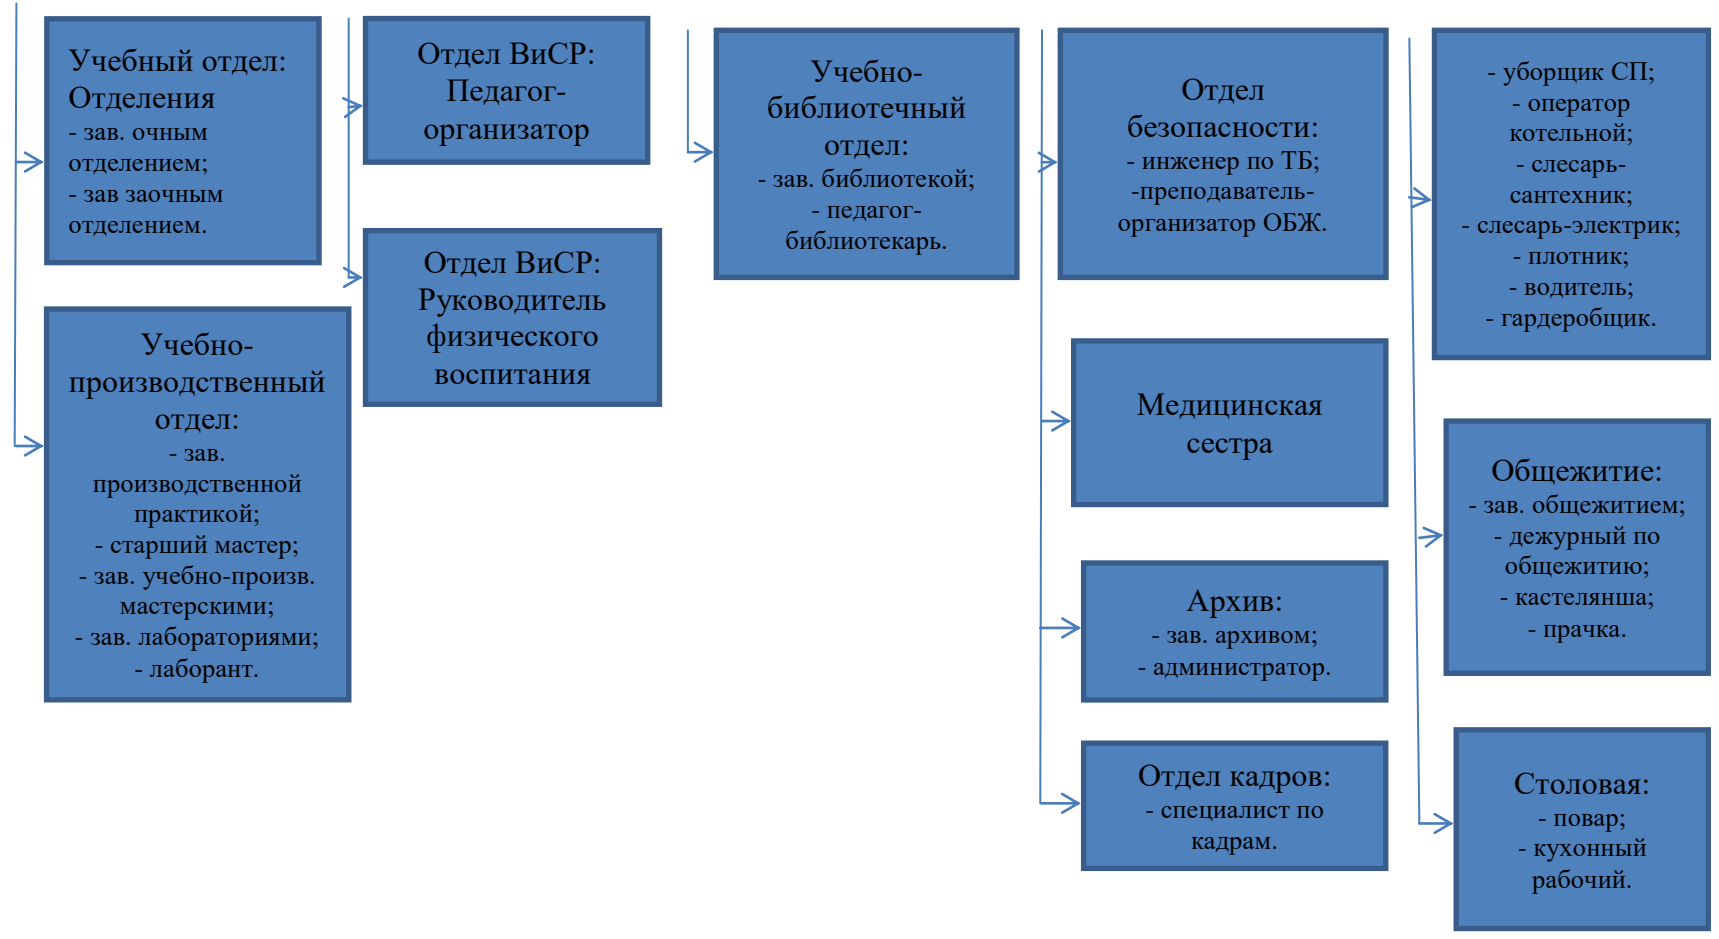 Учебный отдел:
Отделения
- зав. очным
отделением;
- зав заочным
отделением.
Учебно-
производственный
отдел:
- зав.
производственной
практикой;
- старший мастер;
- зав. учебно-произв.
мастерскими;
- зав. лабораториями;
- лаборант.
Отдел ВиСР:
Педагог-
организатор
Отдел ВиСР:
Руководитель
физического
воспитания
Учебно-
библиотечный
отдел:
- зав. библиотекой;
- педагог-
библиотекарь.
Отдел
безопасности:
- инженер по ТБ;
-преподаватель-
организатор ОБЖ.
Медицинская
сестра
Архив:
- зав. архивом;
- администратор.
Отдел кадров:
- специалист по
кадрам.
- уборщик СП;
- оператор
котельной;
- слесарь-
сантехник;
- слесарь-электрик;
- плотник;
- водитель;
- гардеробщик.
Общежитие:
- зав. общежитием;
- дежурный по
общежитию;
- кастелянша;
- прачка.
Столовая:
- повар;
- кухонный
рабочий.